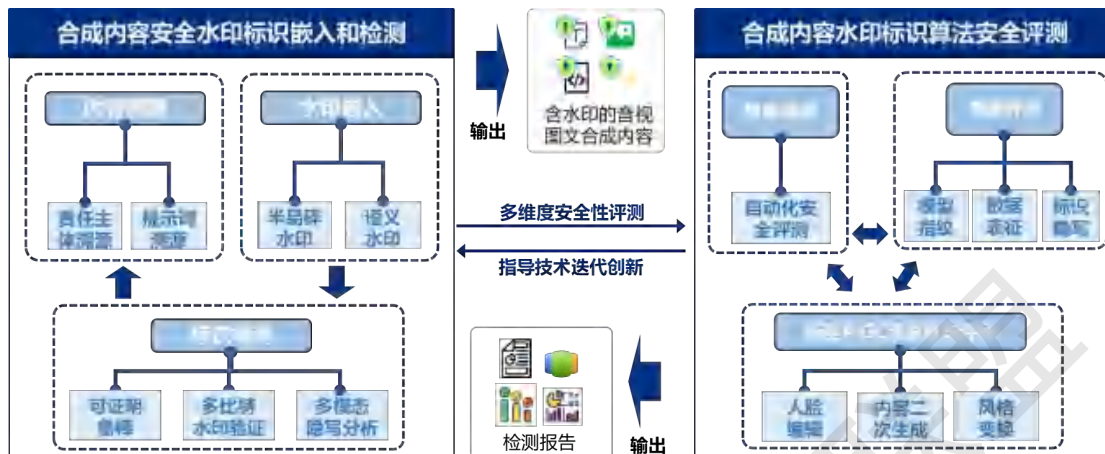 合成内容安全水印标识嵌入和检测
水印嵌入
责任主
体溯源
提示词
溯源
半易碎
水印
语义
水印
可证明
鲁棒
多比特
水印验证
多模态
隐写分析
输出
含水印的音视
图文合成内容
多维度安全性评测
指导技术迭代创新
检测报告
输出
合成内容水印标识算法安全评测
自动化安
全评测
模型
指纹
数据
表征
标识
隐写
人脸
编辑
内容二
次生成
风格
变换